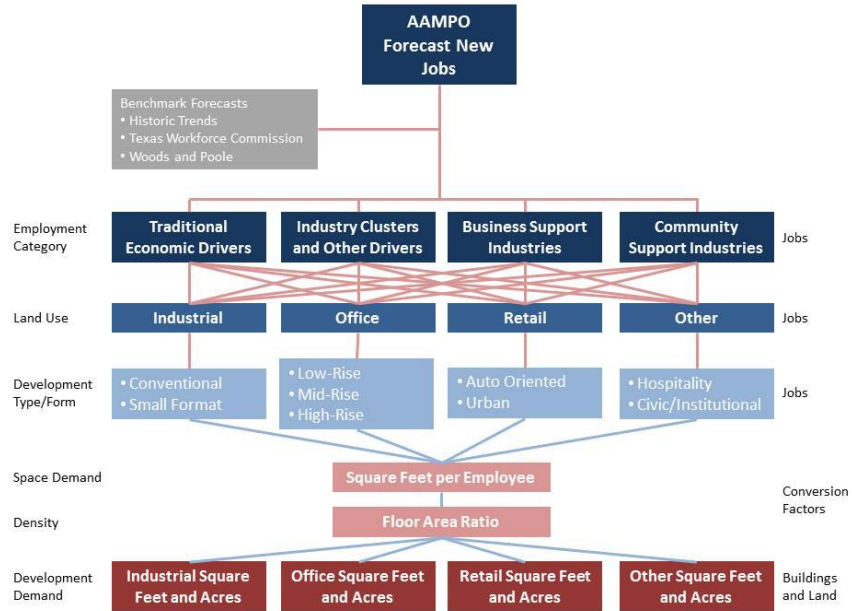 AAMPO
Forecast New
Jobs
Benchmark Forecasts
• Historic Trends
• Texas Workforce Commission
• Woods and Poole
Employment
Category
Traditional
Economic Drivers
Industry Clusters
and Other Drivers
Business Support
Industries
Community
Support Industries
Jobs
Land Use
Industrial
Office
Retail
Other
Jobs
Development
Type/Form
• Conventional
• Small Format
• Low-Rise
• Mid-Rise
• High-Rise
• Auto Oriented
• Urban
• Hospitality
• Civic/Institutional
Jobs
Space Demand
Square Feet per Employee
Conversion
Factors
Density
Floor Area Ratio
Development
Demand
Industrial Square
Feet and Acres
Office Square Feet
and Acres
Retail Square Feet
and Acres
Other Square Feet
and Acres
Buildings
and Land